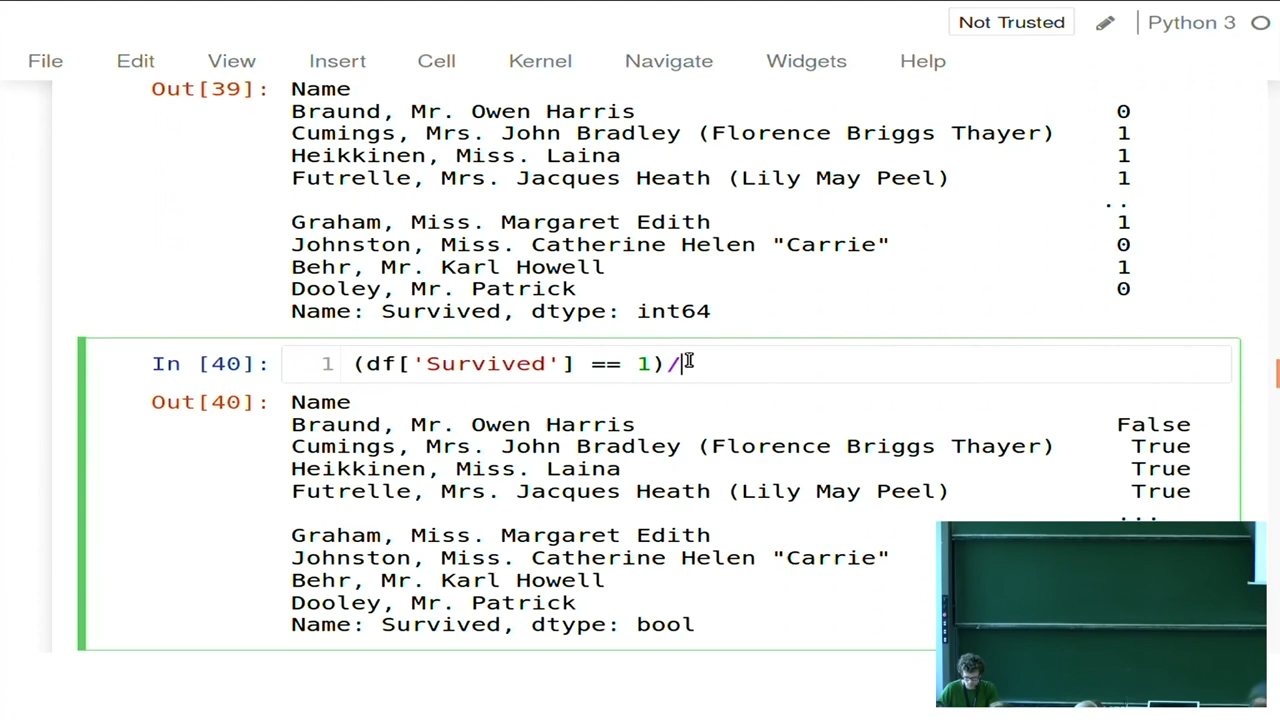 Not Trusted
Python 3
File Edit View Insert Cell Kernel Navigate Widgets Help
Out[39]: Name
Braund, Mr. Owen Harris 0
Cumings, Mrs. John Bradley (Florence Briggs Thayer) 1
Heikkinen, Miss. Laina 1
Futrelle, Mrs. Jacques Heath (Lily May Peel) 1
..
Graham, Miss. Margaret Edith 1
Johnston, Miss. Catherine Helen "Carrie" 0
Behr, Mr. Karl Howell 1
Dooley, Mr. Patrick 0
Name: Survived, dtype: int64
In [40]: 1 (df['Survived'] == 1)/
Out[40]: Name
Braund, Mr. Owen Harris False
Cumings, Mrs. John Bradley (Florence Briggs Thayer) True
Heikkinen, Miss. Laina True
Futrelle, Mrs. Jacques Heath (Lily May Peel) True
...
Graham, Miss. Margaret Edith
Johnston, Miss. Catherine Helen "Carrie"
Behr, Mr. Karl Howell
Dooley, Mr. Patrick
Name: Survived, dtype: bool